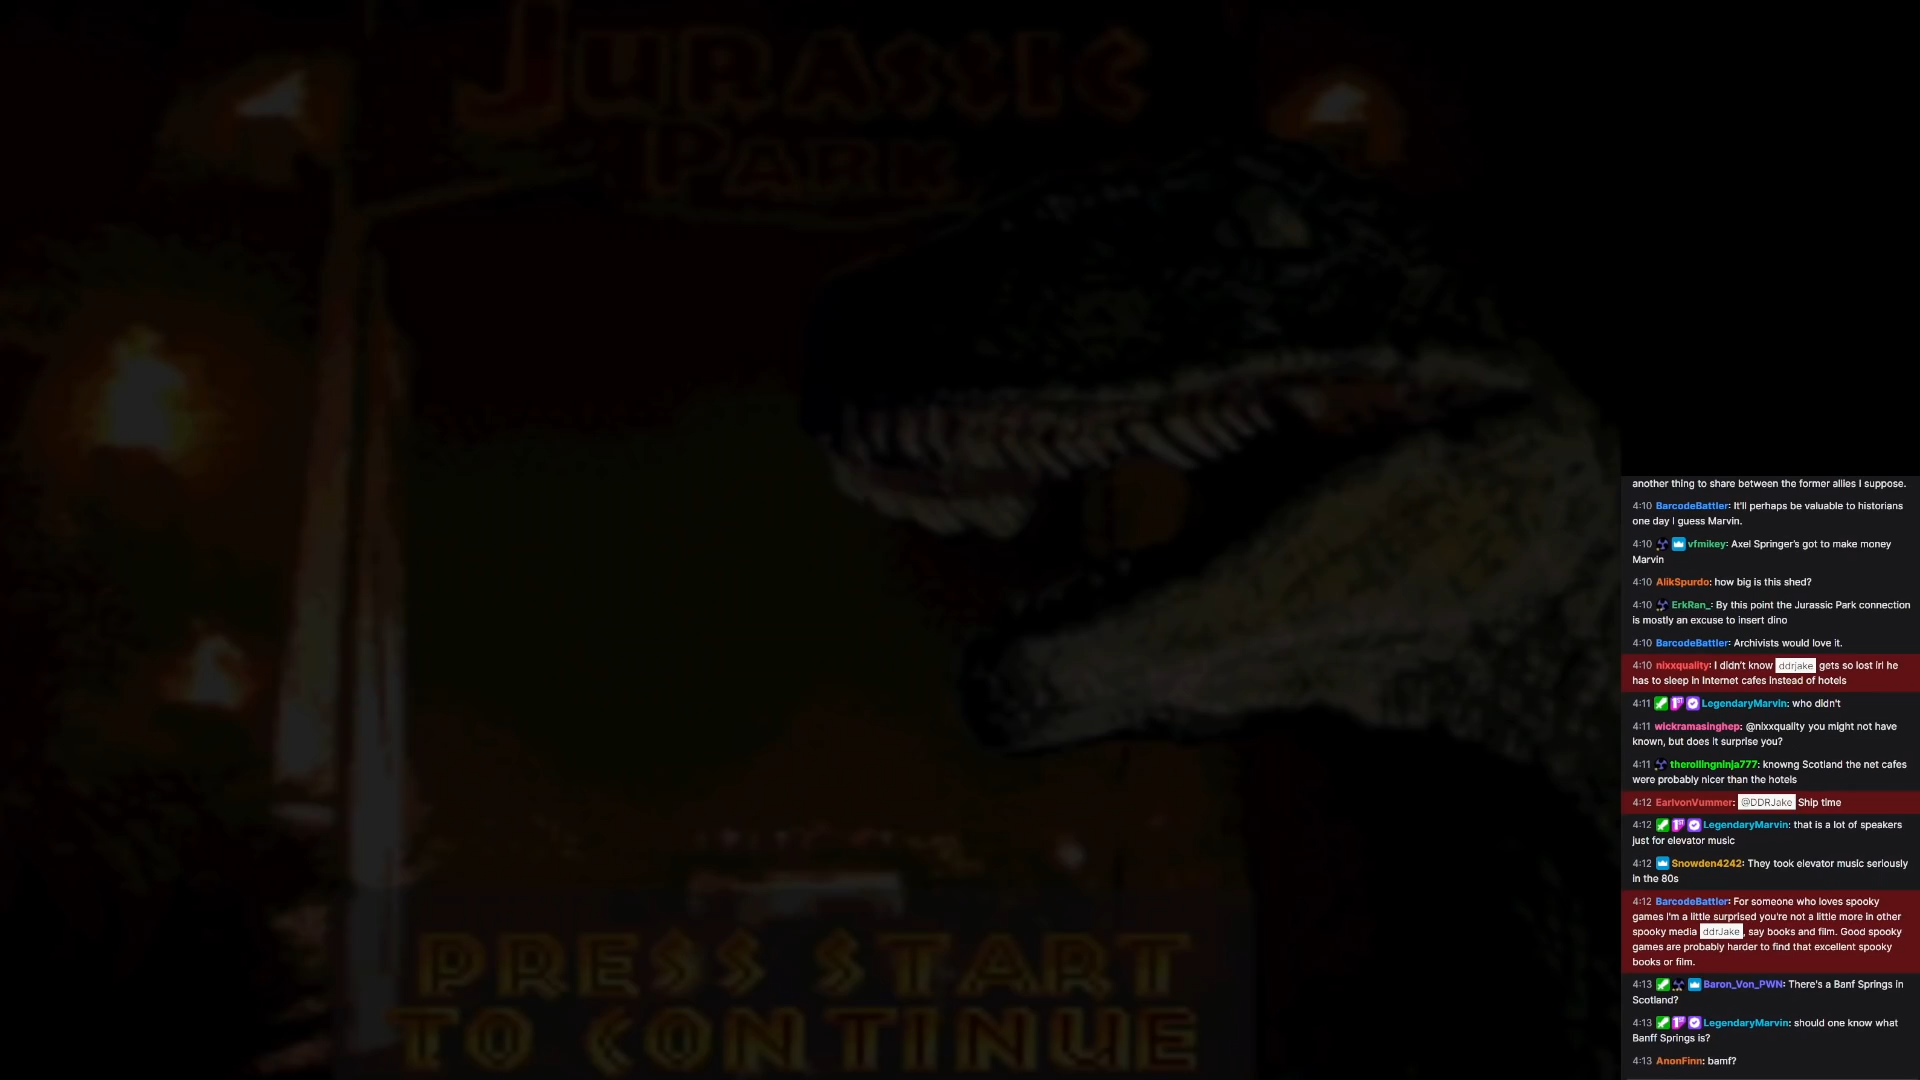 JURASSIC
PARK
PRESS START
TO CONTINUE
another thing to share between the former allies I suppose.
4:10 BarcodeBattler: It'll perhaps be valuable to historians
one day I guess Marvin.
4:10 vfmikey: Axel Springer's got to make money
Marvin
4:10 AlikSpurdo: how big is this shed?
4:10 ErkRan_: By this point the Jurassic Park connection
is mostly an excuse to insert dino
4:10 BarcodeBattler: Archivists would love it.
4:10 nixxquality: I didn't know ddrjake gets so lost irl he
has to sleep in Internet cafes instead of hotels
4:11 LegendaryMarvin: who didn't
4:11 wickramasinghep: @nixxquality you might not have
known, but does it surprise you?
4:11 therollingninja777: knowng Scotland the net cafes
were probably nicer than the hotels
4:12 EarlvonVummer: @DDRJake Ship time
4:12 LegendaryMarvin: that is a lot of speakers
just for elevator music
4:12 Snowden4242: They took elevator music seriously
in the 80s
4:12 BarcodeBattler: For someone who loves spooky
games I'm a little surprised you're not a little more in other
spooky media ddrJake, say books and film. Good spooky
games are probably harder to find that excellent spooky
books or film.
4:13 Baron_Von_PWN: There's a Banf Springs in
Scotland?
4:13 LegendaryMarvin: should one know what
Banff Springs is?
4:13 AnonFinn: bamf?